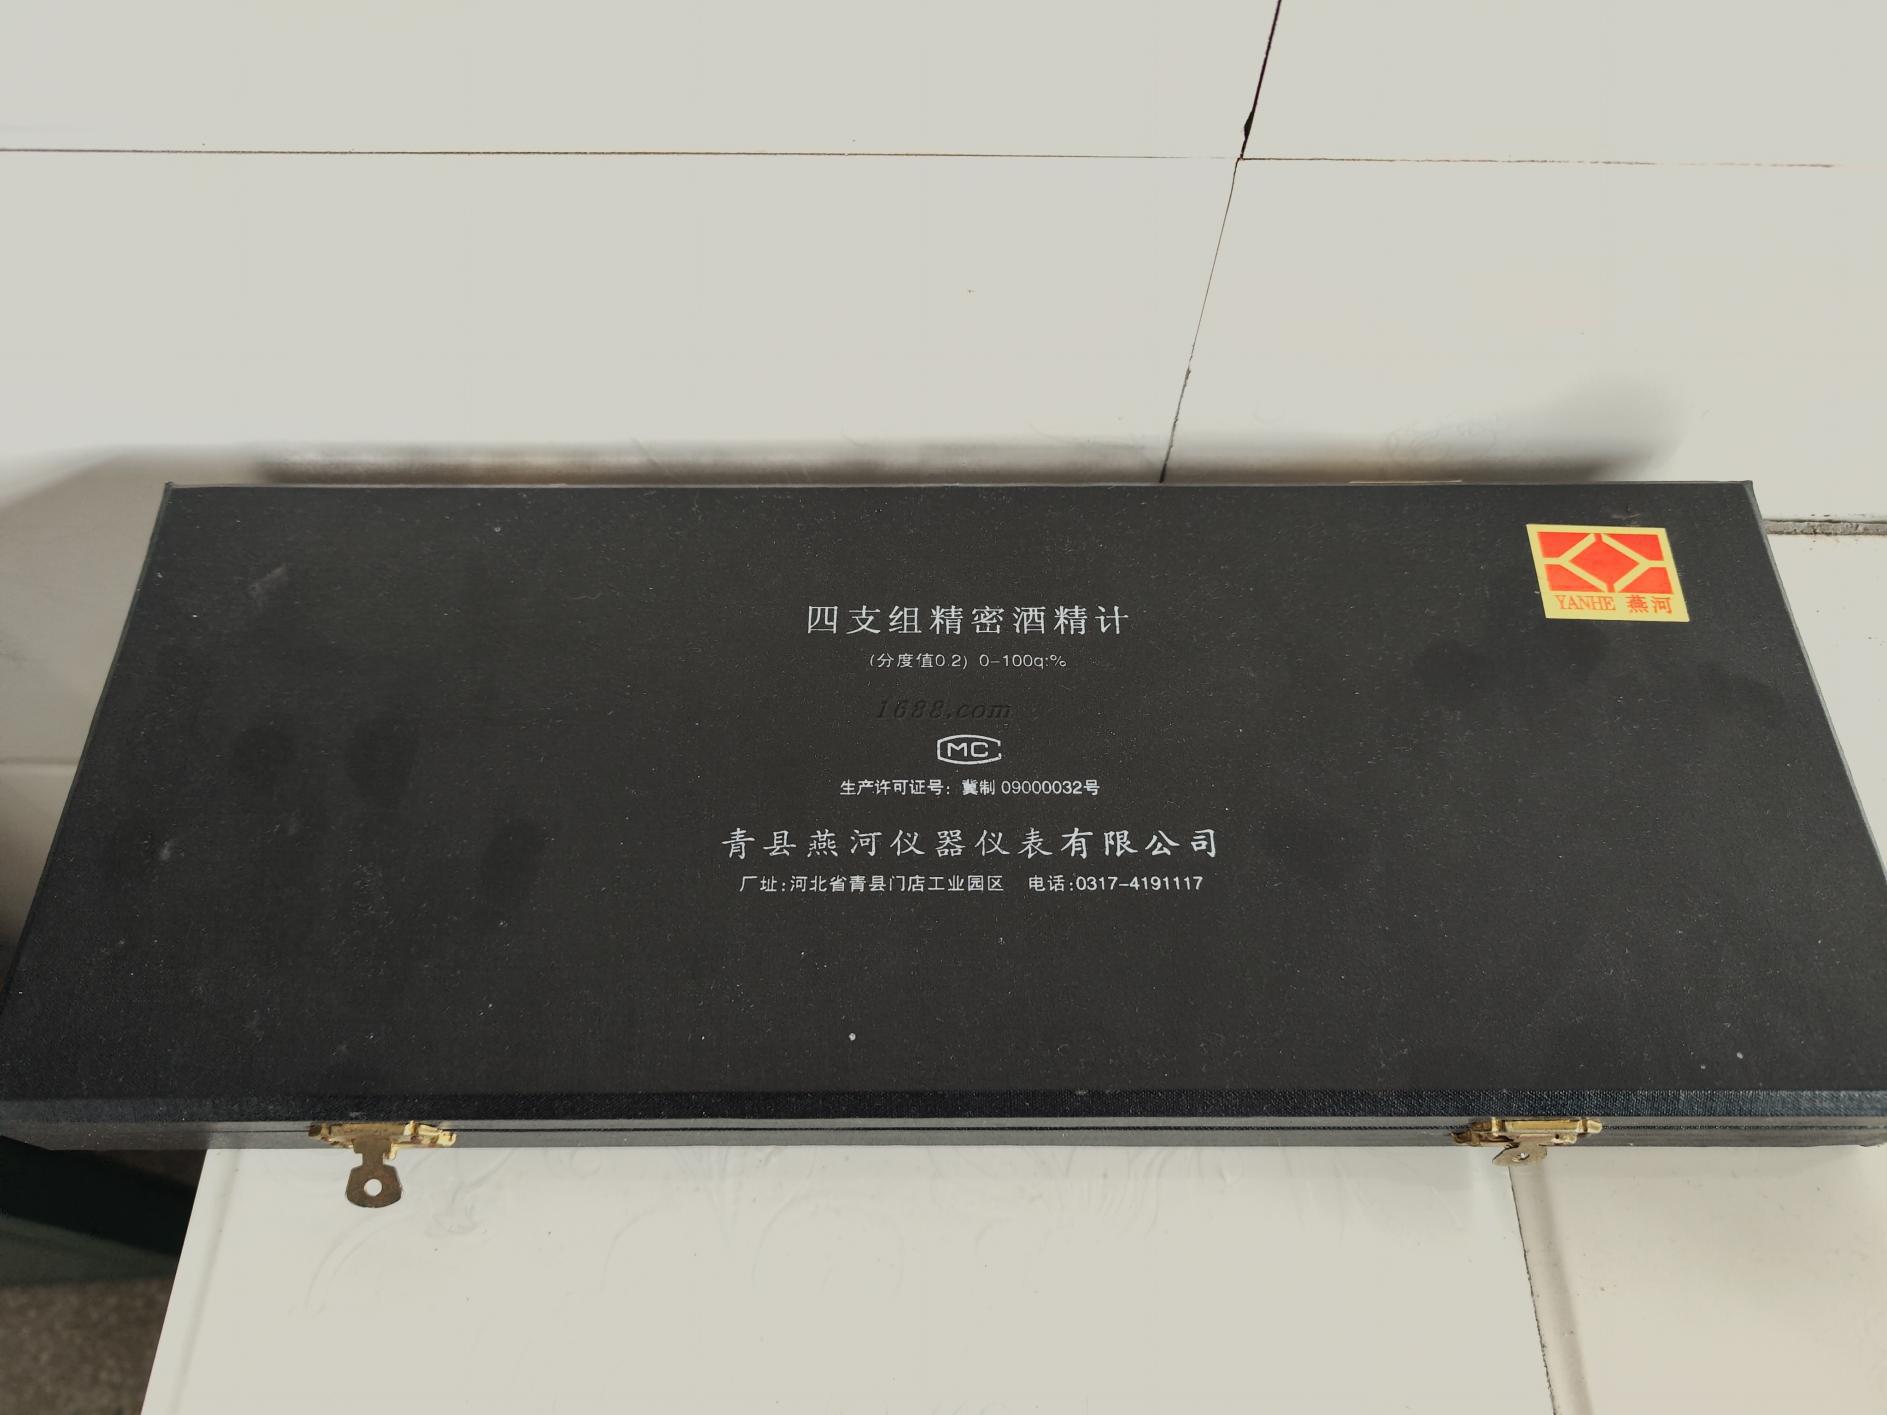 YANHE 燕河
四支组精密酒精计
(分度值0.2) 0-100q:%
1688.com
MC
生产许可证号: 冀制 09000032号
青县燕河仪器仪表有限公司
厂址:河北省青县门店工业园区 电话:0317-4191117